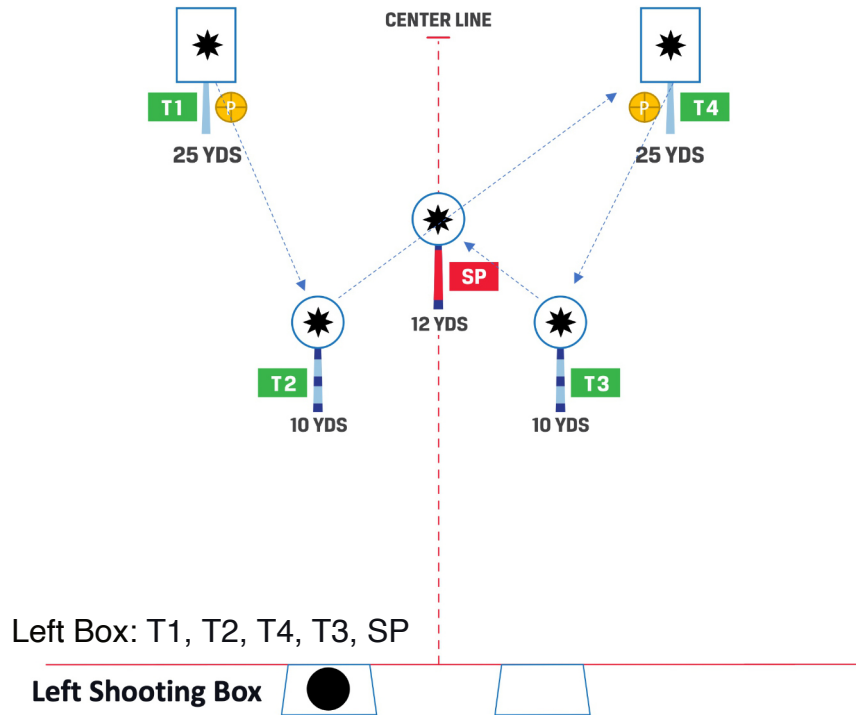 CENTER LINE
T1
P
P
T4
25 YDS
25 YDS
SP
12 YDS
T2
T3
10 YDS
10 YDS
Left Box: T1, T2, T4, T3, SP
Left Shooting Box